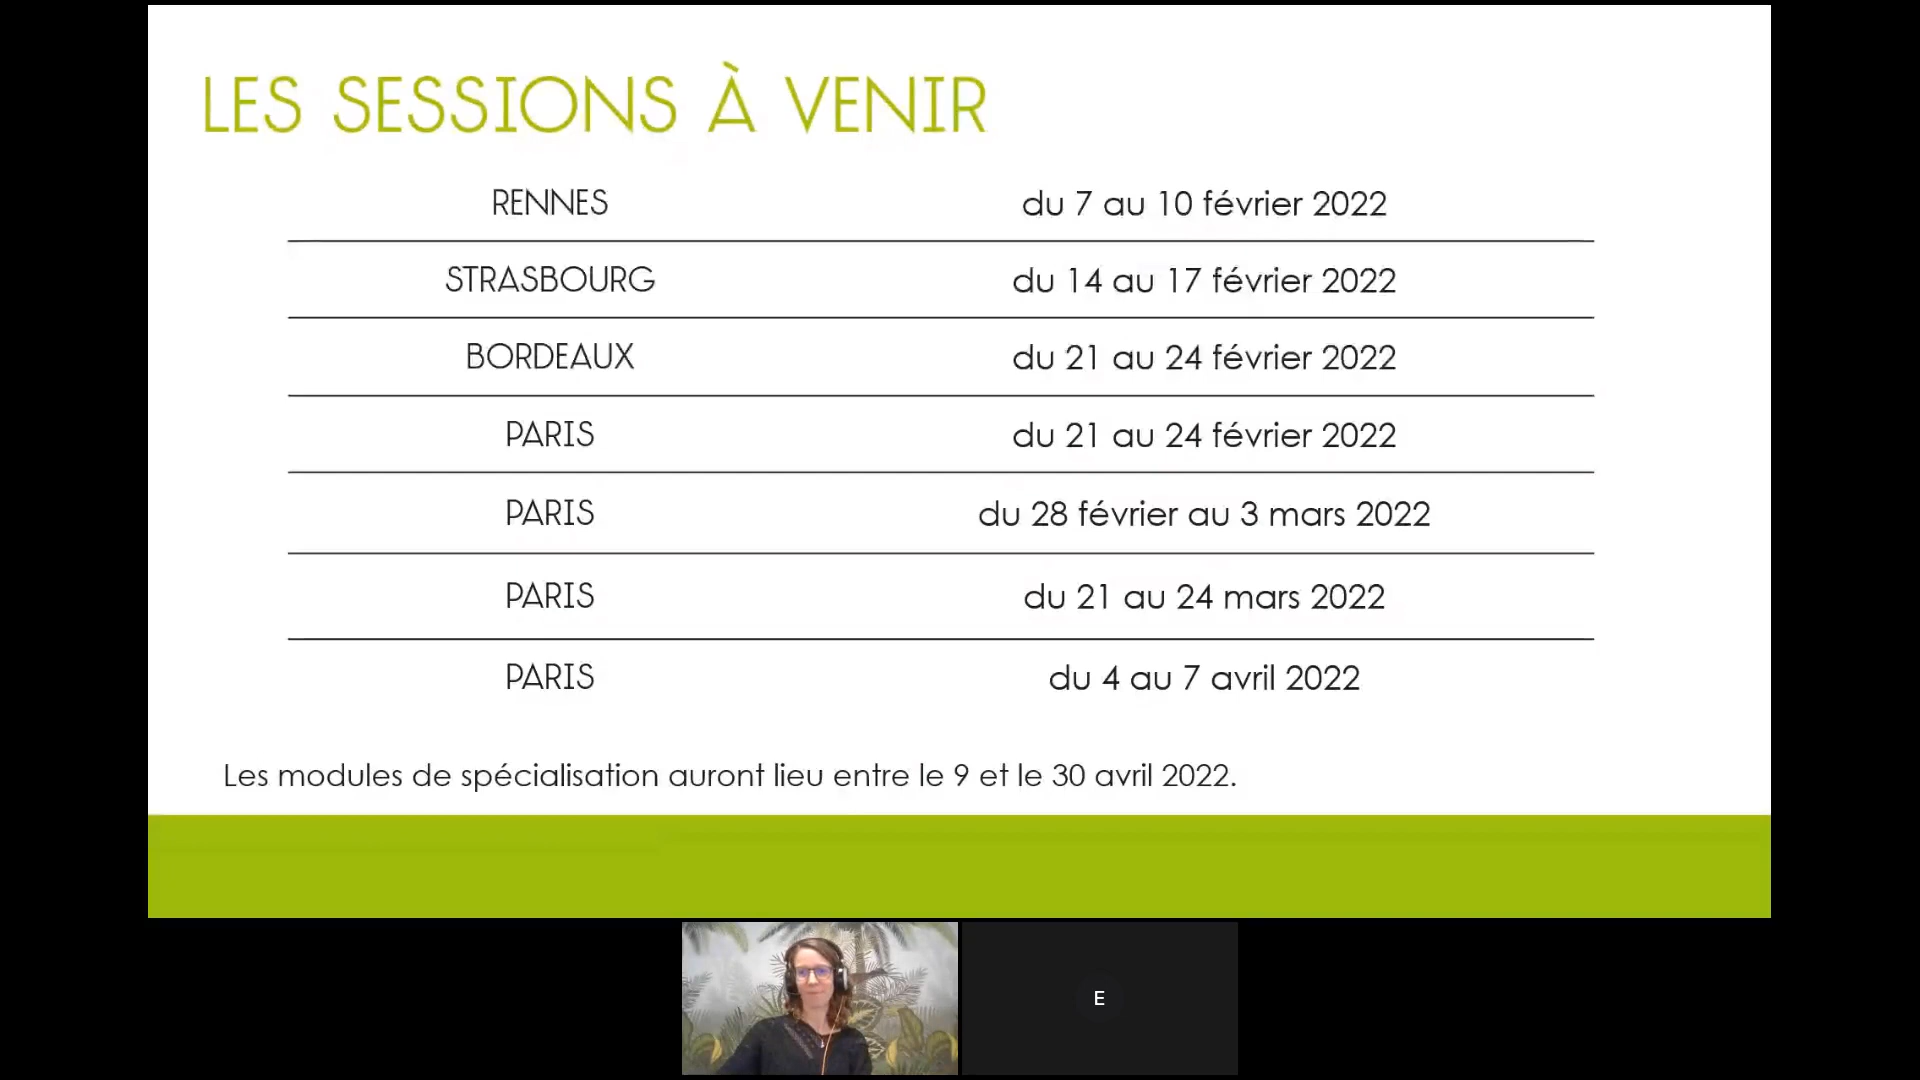 LES SESSIONS À VENIR
RENNES du 7 au 10 février 2022
STRASBOURG du 14 au 17 février 2022
BORDEAUX du 21 au 24 février 2022
PARIS du 21 au 24 février 2022
PARIS du 28 février au 3 mars 2022
PARIS du 21 au 24 mars 2022
PARIS du 4 au 7 avril 2022
Les modules de spécialisation auront lieu entre le 9 et le 30 avril 2022.
E